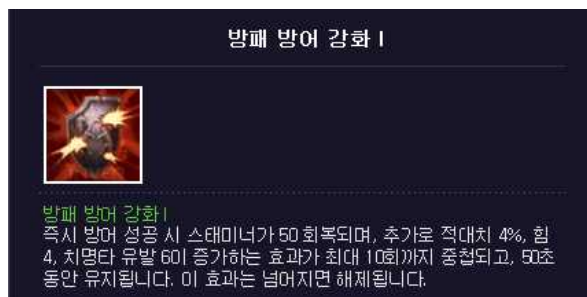 방패 방어 강화 I
방패 방어 강화 I
즉시 방어 성공 시 스태미너가 50 회복되며, 추가로 적대치 4%, 힘
4, 치명타 유발 6이 증가하는 효과가 최대 10회까지 중첩되고, 50초
동안 유지됩니다. 이 효과는 넘어지면 해제됩니다.